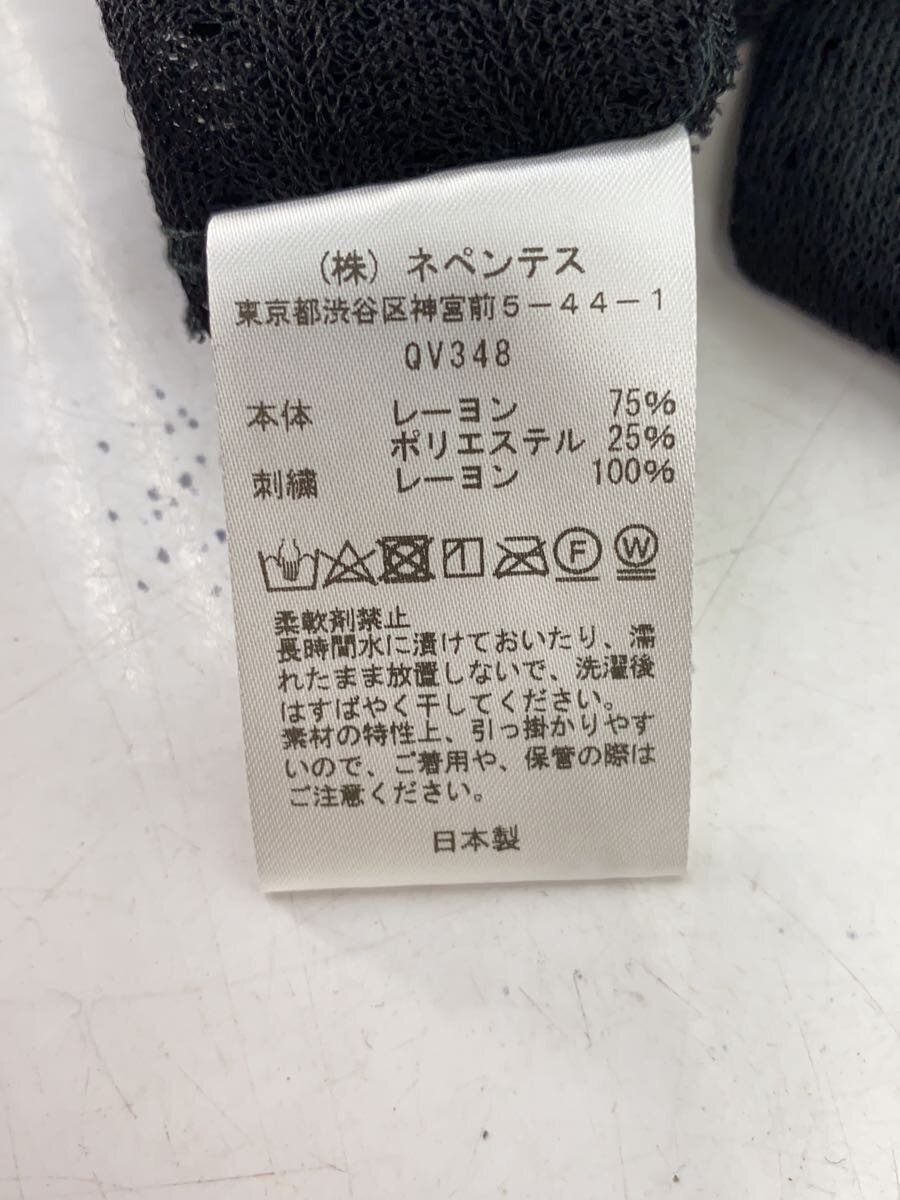 (株) ネペンテス
東京都渋谷区神宮前5-44-1
QV348
本体 レーヨン 75%
ポリエステル 25%
刺繍 レーヨン 100%
F W
柔軟剤禁止
長時間水に漬けておいたり、濡
れたまま放置しないで、洗濯後
はすばやく干してください。
素材の特性上、引っ掛かりやす
いので、ご着用や、保管の際は
ご注意ください。
日本製